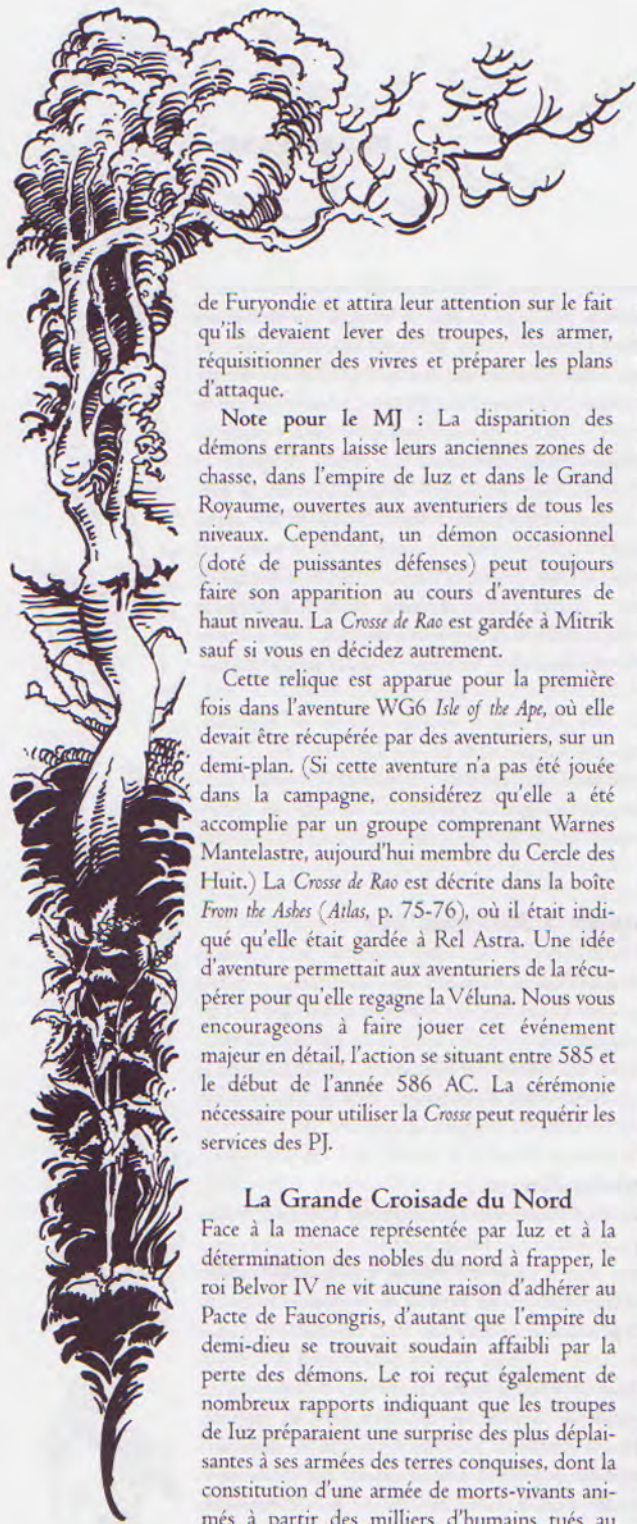 de Furyondie et attira leur attention sur le fait
qu'ils devaient lever des troupes, les armer,
réquisitionner des vivres et préparer les plans
d'attaque.
Note pour le MJ : La disparition des
démons errants laisse leurs anciennes zones de
chasse, dans l'empire de Iuz et dans le Grand
Royaume, ouvertes aux aventuriers de tous les
niveaux. Cependant, un démon occasionnel
(doté de puissantes défenses) peut toujours
faire son apparition au cours d'aventures de
haut niveau. La Crosse de Rao est gardée à Mitrik
sauf si vous en décidez autrement.
Cette relique est apparue pour la première
fois dans l'aventure WG6 Isle of the Ape, où elle
devait être récupérée par des aventuriers, sur un
demi-plan. (Si cette aventure n'a pas été jouée
dans la campagne, considérez qu'elle a été
accomplie par un groupe comprenant Warnes
Mantelastre, aujourd'hui membre du Cercle des
Huit.) La Crosse de Rao est décrite dans la boîte
From the Ashes (Atlas, p. 75-76), où il était indi-
qué qu'elle était gardée à Rel Astra. Une idée
d'aventure permettait aux aventuriers de la récu-
pérer pour qu'elle regagne la Véluna. Nous vous
encourageons à faire jouer cet événement
majeur en détail, l'action se situant entre 585 et
le début de l'année 586 AC. La cérémonie
nécessaire pour utiliser la Crosse peut requérir les
services des PJ.
La Grande Croisade du Nord
Face à la menace représentée par Iuz et à la
détermination des nobles du nord à frapper, le
roi Belvor IV ne vit aucune raison d'adhérer au
Pacte de Faucongris, d'autant que l'empire du
demi-dieu se trouvait soudain affaibli par la
perte des démons. Le roi reçut également de
nombreux rapports indiquant que les troupes
de Iuz préparaient une surprise des plus déplai-
santes à ses armées des terres conquises, dont la
constitution d'une armée de morts-vivants ani-
més à partir des milliers d'humains tués au